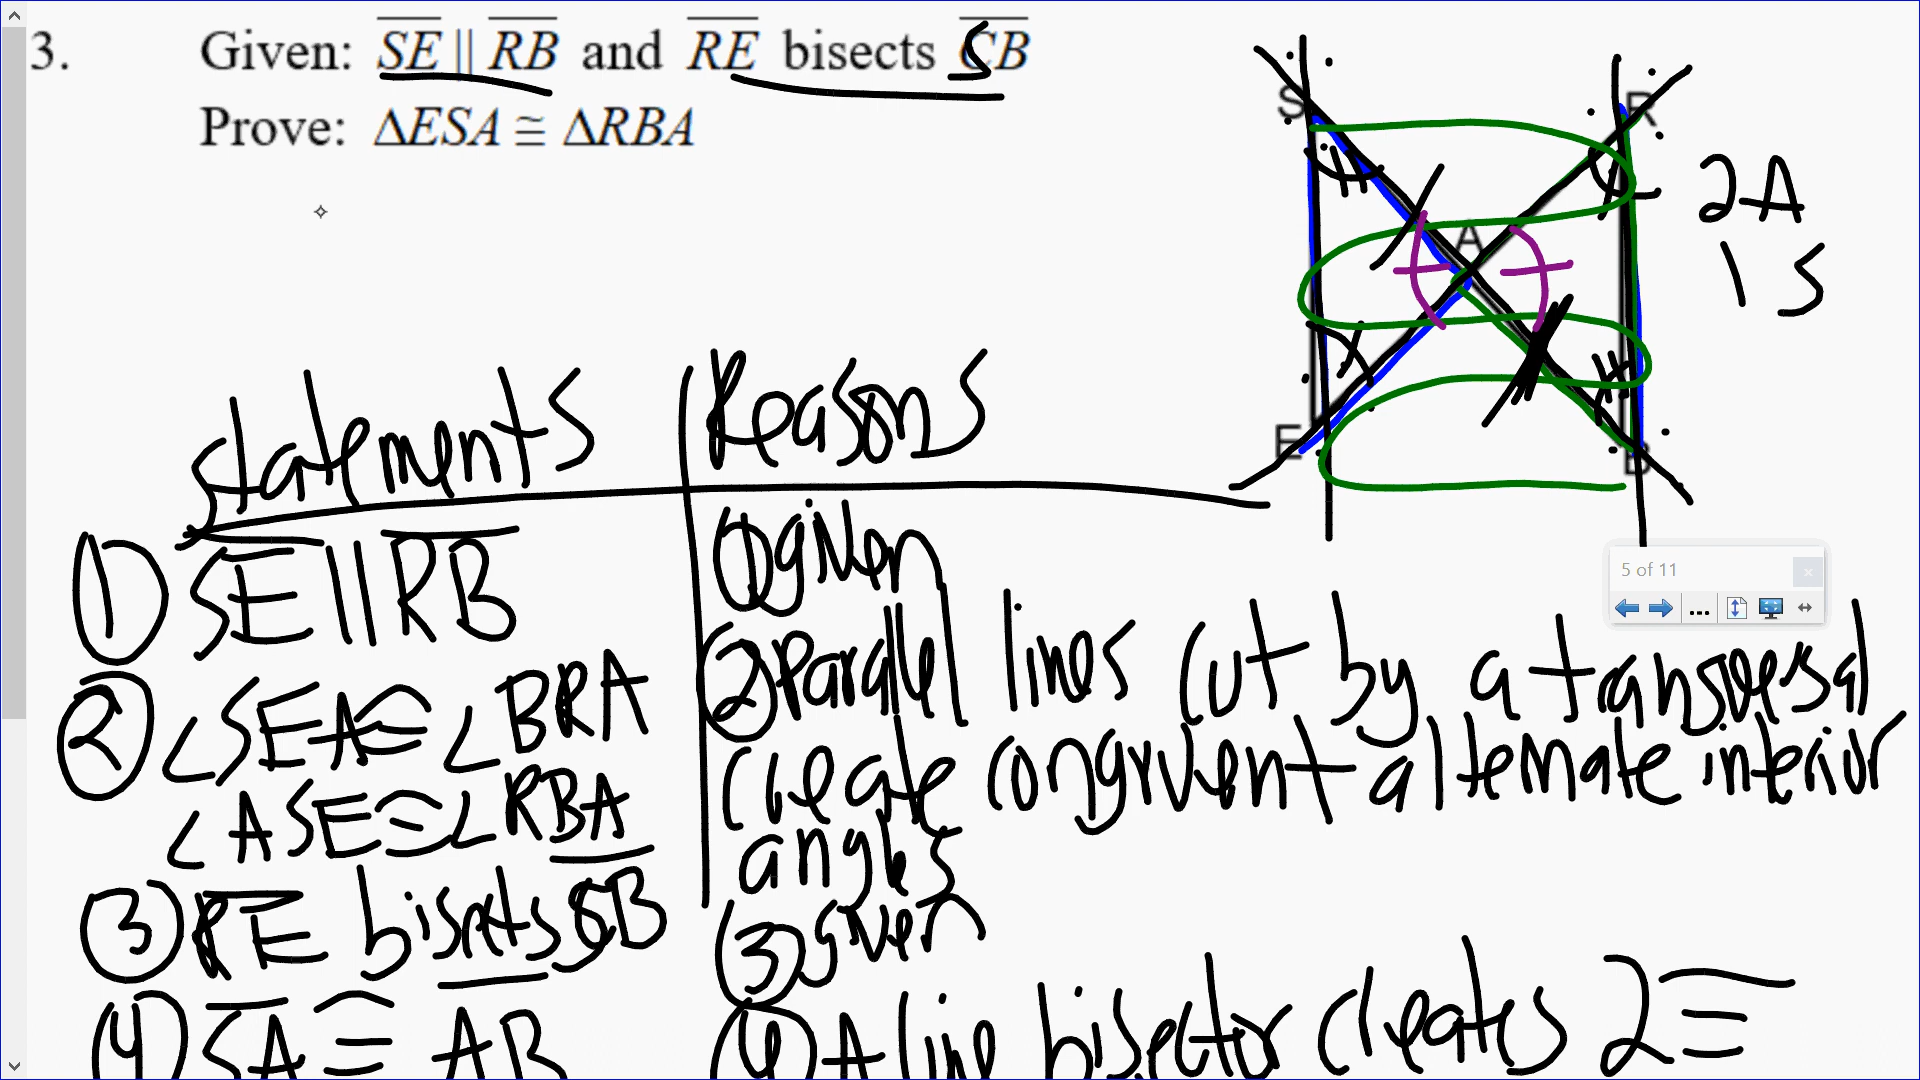 3. Given: SE || RB and RE bisects SB
Prove: ΔESA ≅ ΔRBA
S
R
A
E
B
2A
1 S
statements
Reasons
① SE || RB
① given
② ∠SEA ≅ ∠BRA
∠ASE ≅ ∠RBA
② Parallel lines cut by a transversal
create congruent alternate interior
angles
③ RE bisects SB
③ given
④ SA ≅ AB
④ A line bisector creates 2 ≅
5 of 11